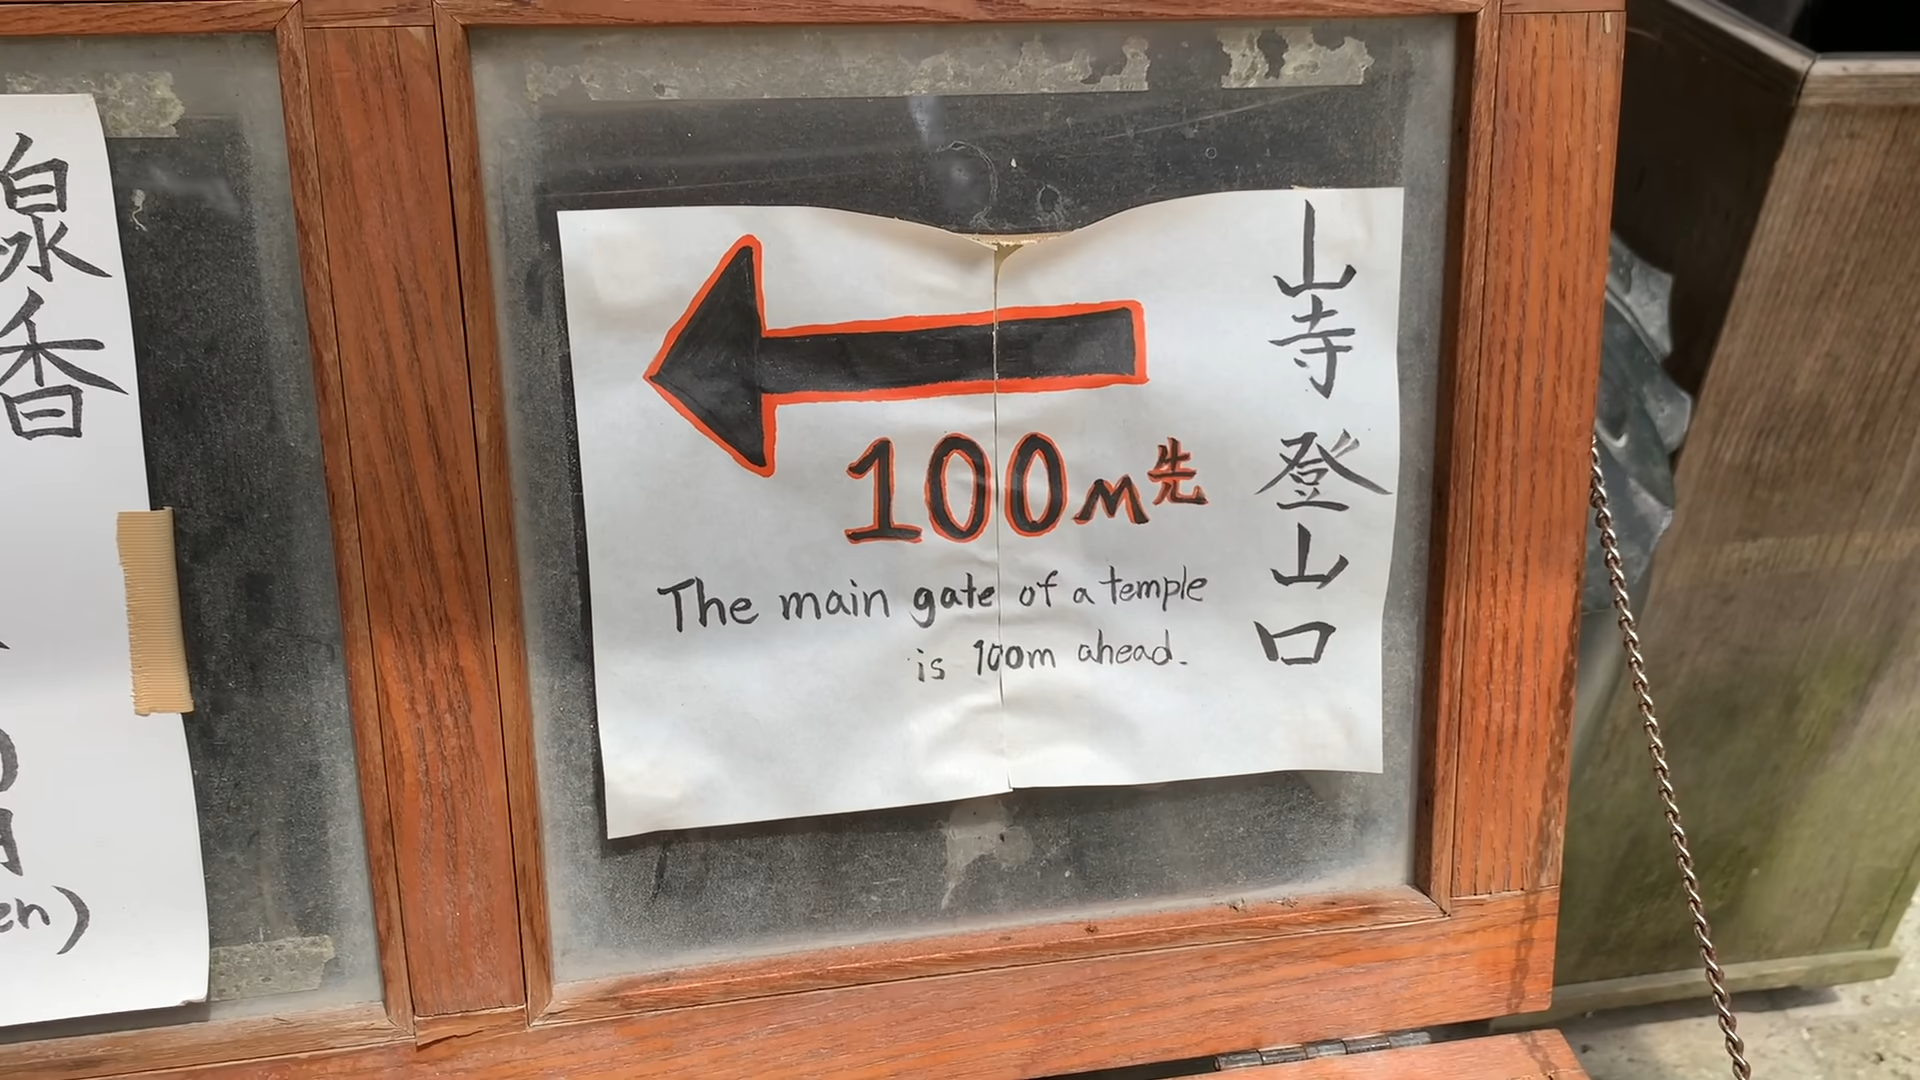 山寺 登山口
100m先
The main gate of a temple
is 100m ahead.
線香
en)